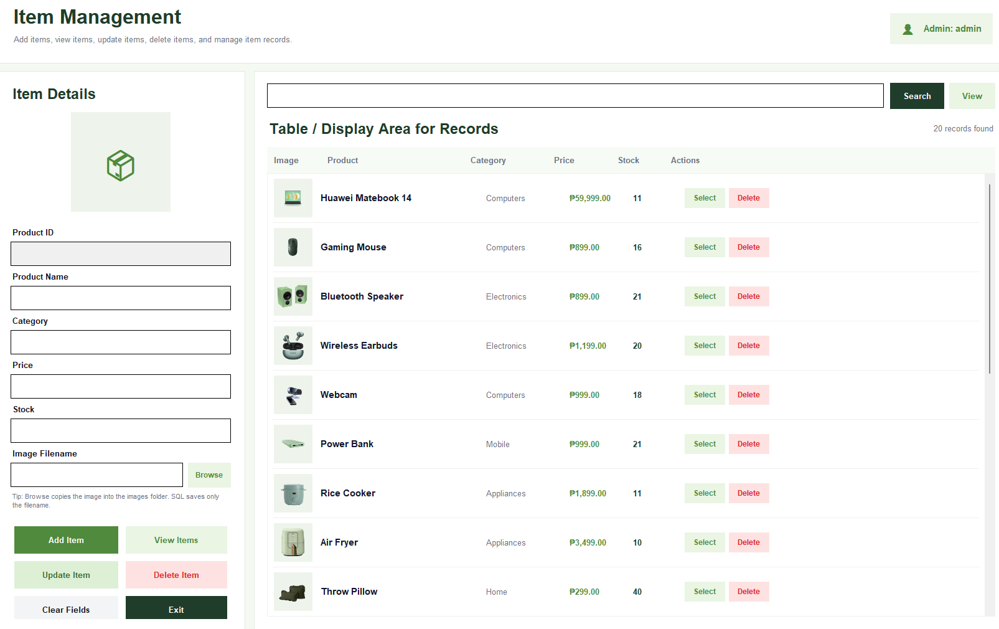 Item Management
Add items, view items, update items, delete items, and manage item records.
Admin: admin
Item Details
Product ID
Product Name
Category
Price
Stock
Image Filename
Browse
Tip: Browse copies the image into the images folder. SQL saves only
the filename.
Add Item View Items
Update Item Delete Item
Clear Fields Exit
Search View
Table / Display Area for Records 20 records found
Image Product Category Price Stock Actions
Huawei Matebook 14 Computers ₱59,999.00 11 Select Delete
Gaming Mouse Computers ₱899.00 16 Select Delete
Bluetooth Speaker Electronics ₱899.00 21 Select Delete
Wireless Earbuds Electronics ₱1,199.00 20 Select Delete
Webcam Computers ₱999.00 18 Select Delete
Power Bank Mobile ₱999.00 21 Select Delete
Rice Cooker Appliances ₱1,899.00 11 Select Delete
Air Fryer Appliances ₱3,499.00 10 Select Delete
Throw Pillow Home ₱299.00 40 Select Delete